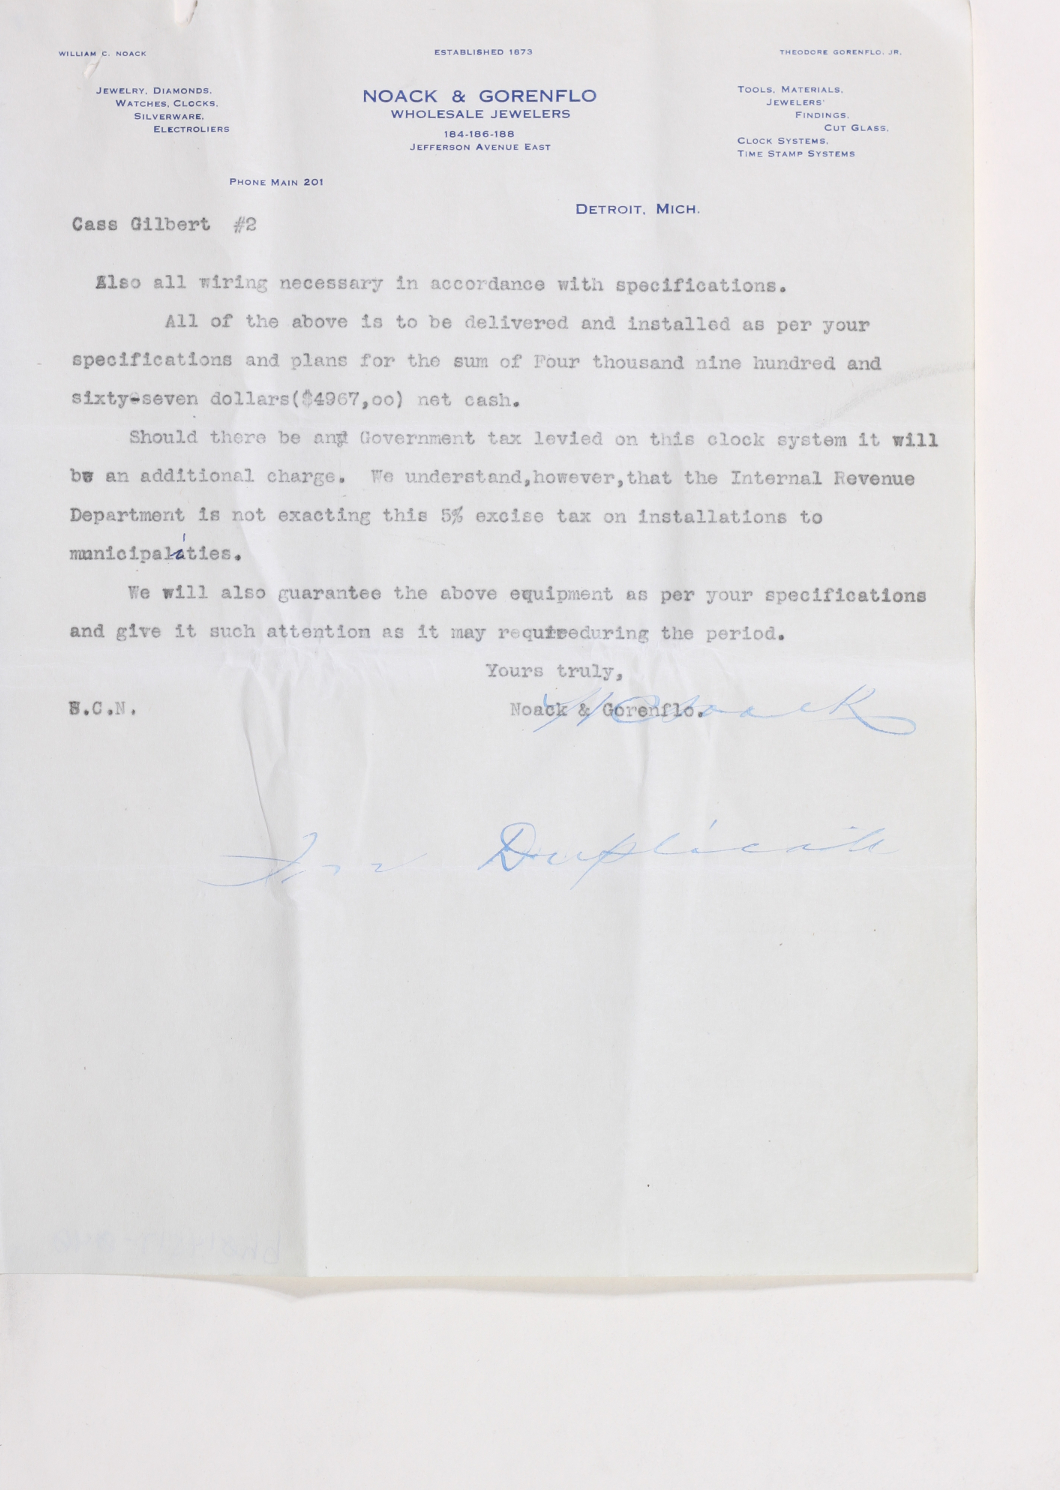 WILLIAM C. NOACK
ESTABLISHED 1873
THEODORE GORENFLO, JR.
JEWELRY, DIAMONDS,
WATCHES, CLOCKS,
SILVERWARE,
ELECTROLIERS
NOACK & GORENFLO
WHOLESALE JEWELERS
184-186-188
JEFFERSON AVENUE EAST
TOOLS, MATERIALS,
JEWELERS'
FINDINGS,
CUT GLASS,
CLOCK SYSTEMS,
TIME STAMP SYSTEMS
PHONE MAIN 201
DETROIT, MICH.
Cass Gilbert #2
Also all wiring necessary in accordance with specifications.
All of the above is to be delivered and installed as per your
specifications and plans for the sum of Four thousand nine hundred and
sixty-seven dollars($4967,oo) net cash.
Should there be any Government tax levied on this clock system it will
be an additional charge. We understand,however,that the Internal Revenue
Department is not exacting this 5% excise tax on installations to
municipalities.
We will also guarantee the above equipment as per your specifications
and give it such attention as it may requireduring the period.
Yours truly,
W.C.N.
Noack & Gorenflo.
W C Noack
In Duplicate